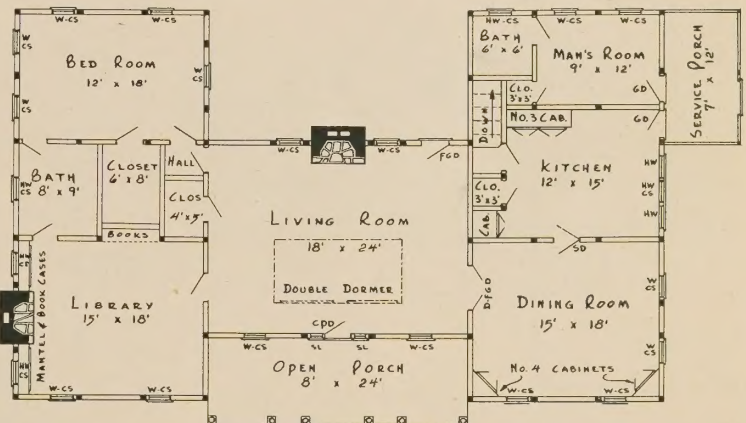 W-CS
W-CS
HW-CS
W-CS
W-CS
W
CS
BED ROOM
12' x 18'
W
CS
W
CS
BATH
6' x 6'
MAN'S ROOM
9' x 12'
CLO.
3'x3'
GD
SERVICE PORCH
7' x 12'
DOWN
NO.3 CAB.
GD
W-CS
W-CS
FGD
HALL
CLOSET
6' x 8'
BATH
8' x 9'
HW
CS
CLOS
4'x5'
KITCHEN
12' x 15'
HW
HW
CS
HW
CLO.
3'x3'
CAB.
LIVING ROOM
18' x 24'
DOUBLE DORMER
BOOKS
SD
HW
CS
MANTEL & BOOK CASES
LIBRARY
15' x 18'
HW
CS
D-FGD
DINING ROOM
15' x 18'
W
CS
W
CS
CPD
W-CS
SL
SL
W-CS
OPEN PORCH
8' x 24'
NO.4 CABINETS
W-CS
W-CS
W-CS
W-CS